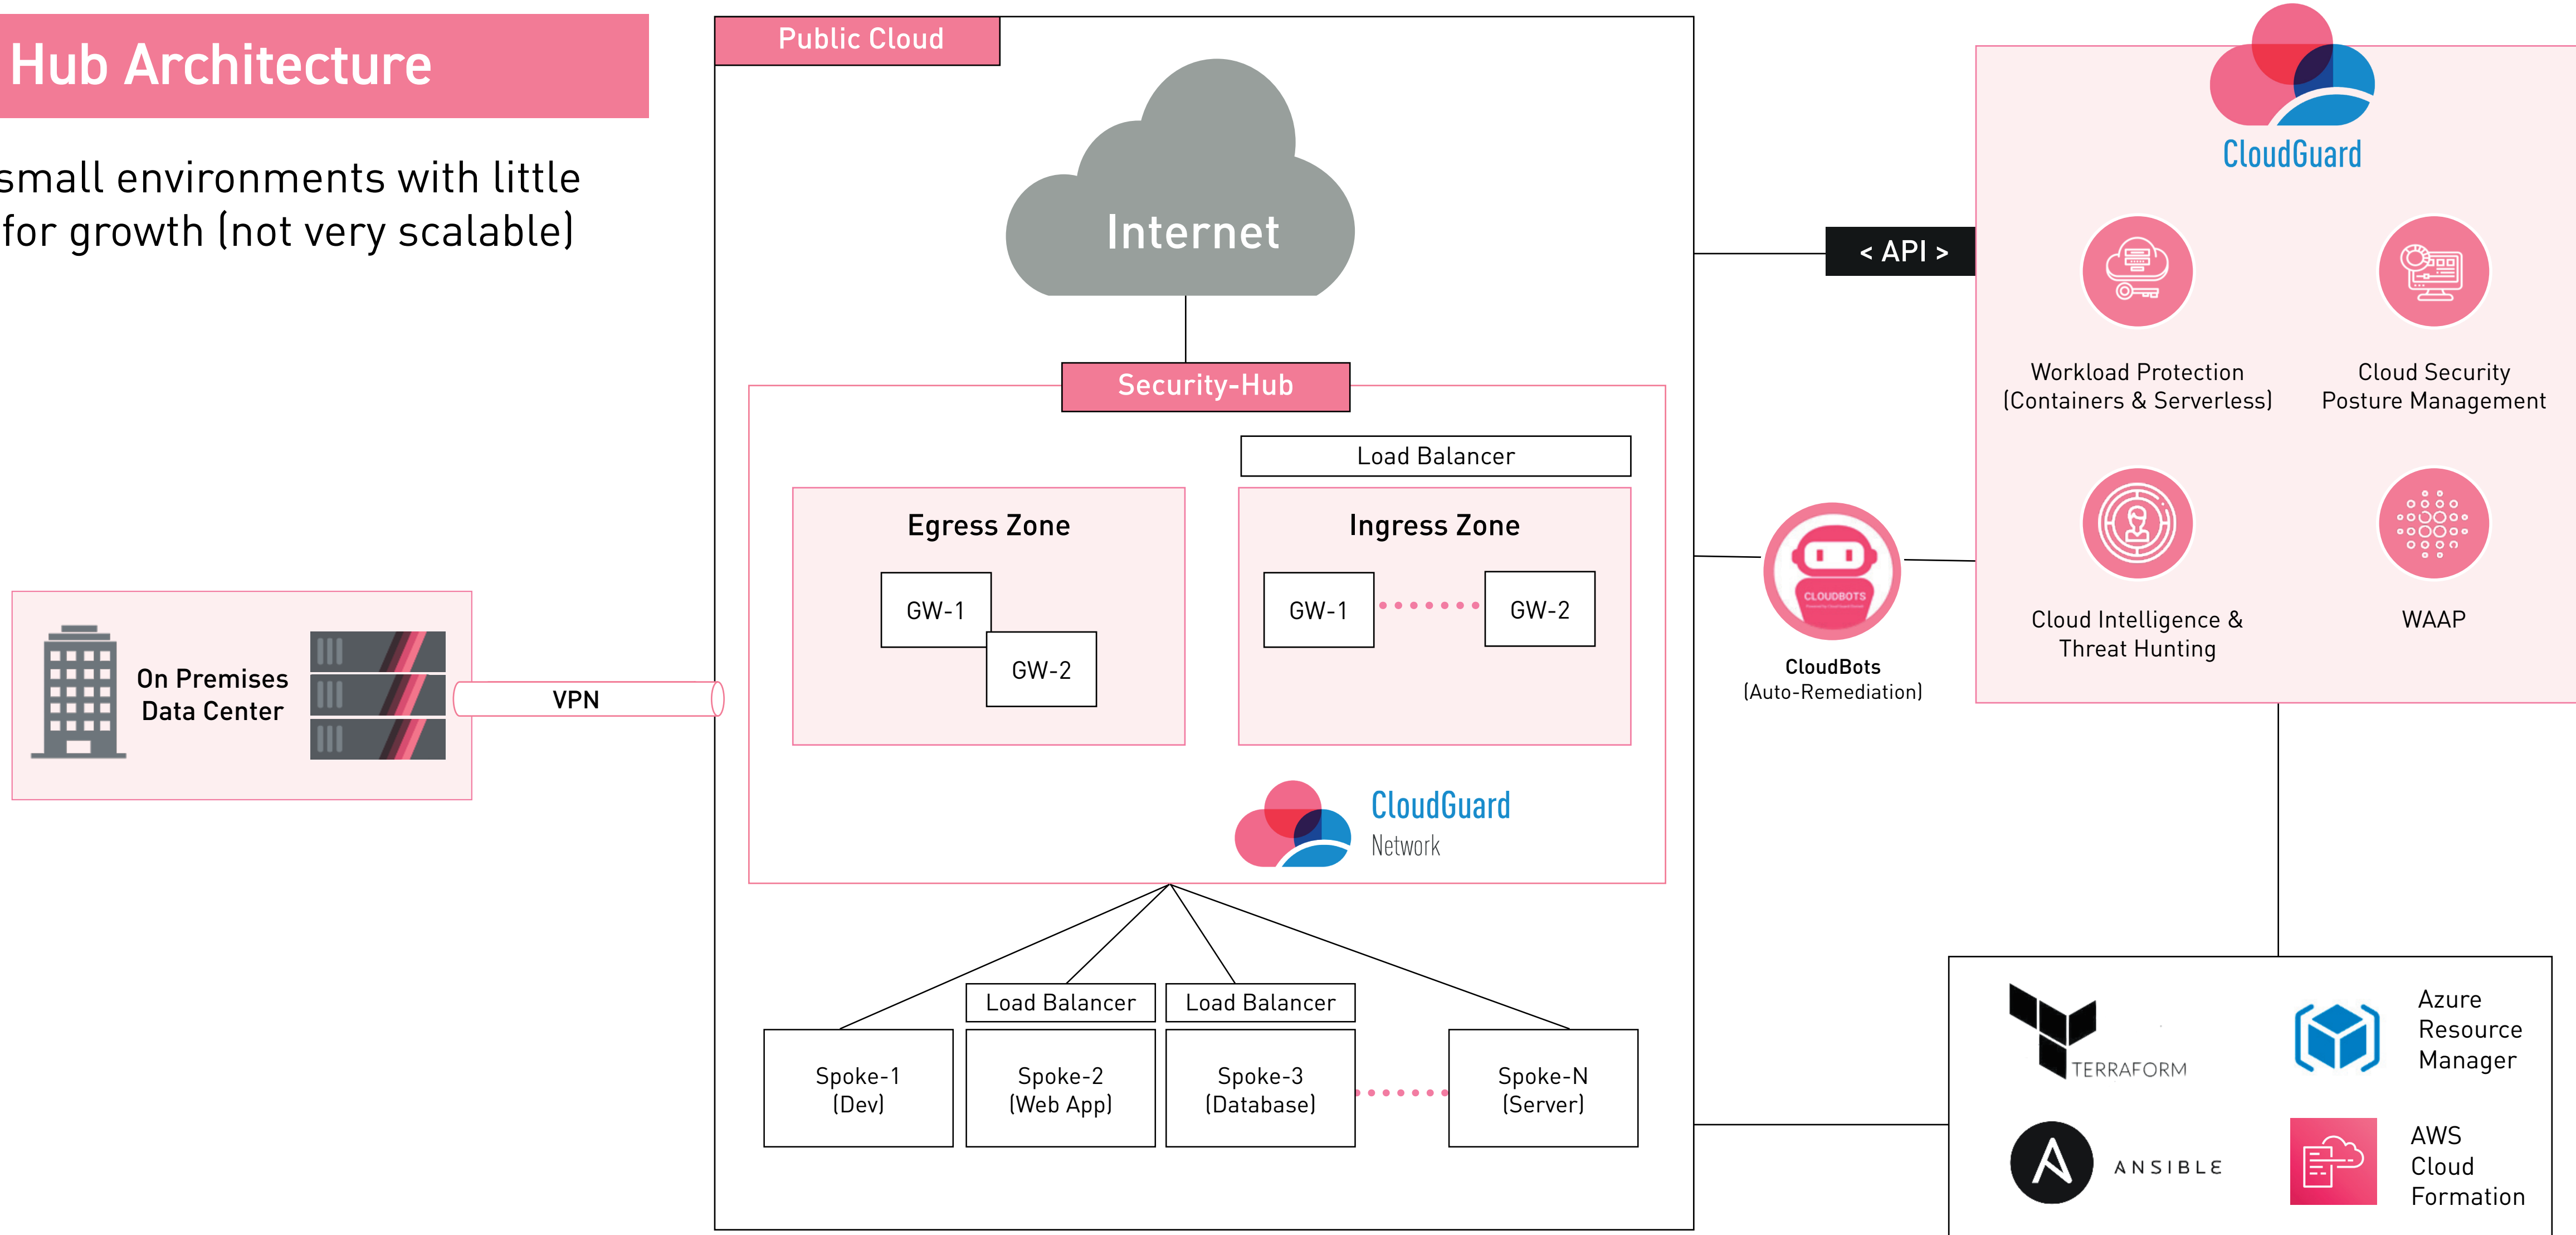 Hub Architecture
small environments with little
for growth (not very scalable)
On Premises
Data Center
VPN
Public Cloud
Internet
Security-Hub
Load Balancer
Egress Zone
GW-1
GW-2
Ingress Zone
GW-1
GW-2
CloudGuard
Network
Load Balancer
Load Balancer
Spoke-1
(Dev)
Spoke-2
(Web App)
Spoke-3
(Database)
Spoke-N
(Server)
< API >
CLOUDBOTS
CloudBots
(Auto-Remediation)
CloudGuard
Workload Protection
(Containers & Serverless)
Cloud Security
Posture Management
Cloud Intelligence &
Threat Hunting
WAAP
TERRAFORM
Azure
Resource
Manager
ANSIBLE
AWS
Cloud
Formation